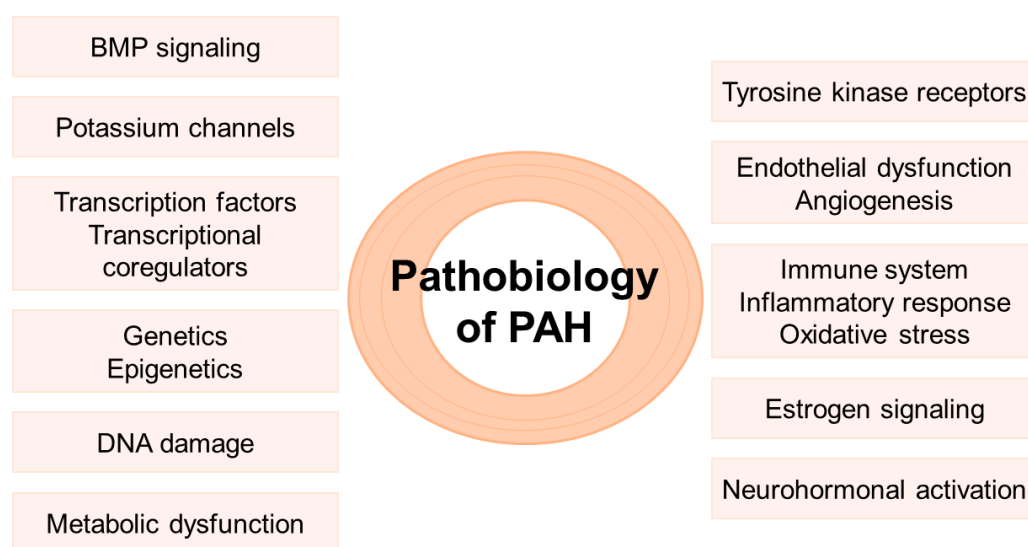 BMP signaling
Potassium channels
Transcription factors
Transcriptional
coregulators
Genetics
Epigenetics
DNA damage
Metabolic dysfunction
Pathobiology
of PAH
Tyrosine kinase receptors
Endothelial dysfunction
Angiogenesis
Immune system
Inflammatory response
Oxidative stress
Estrogen signaling
Neurohormonal activation